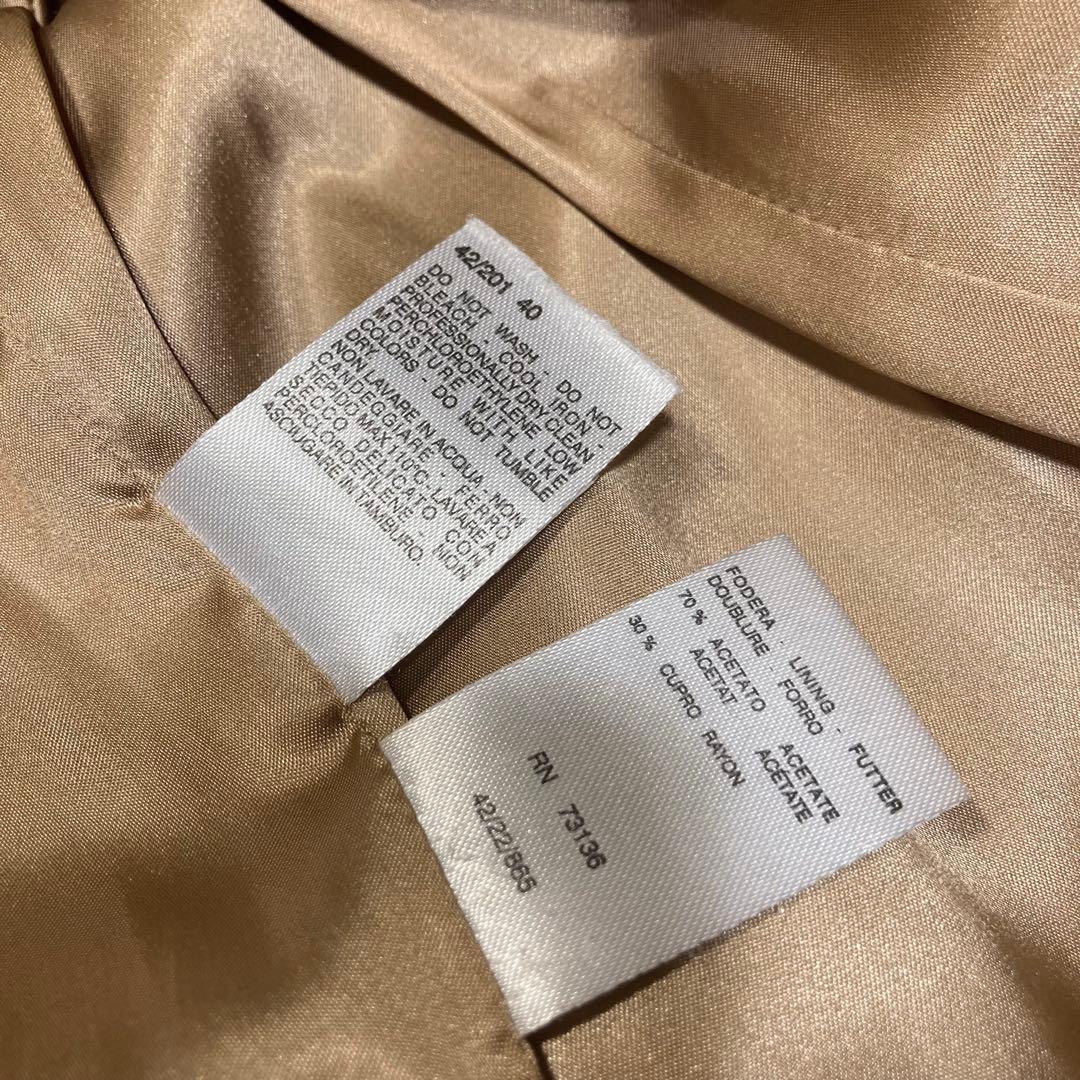 42/201 40
DO NOT WASH - DO NOT
BLEACH - COOL IRON -
PROFESSIONALLY DRY CLEAN
PERCHLOROETHYLENE LOW
MOISTURE WITH LIKE
COLORS - DO NOT TUMBLE
DRY
NON LAVARE IN ACQUA - NON
CANDEGGIARE - FERRO
TIEPIDO MAX 110°C - LAVARE A
SECCO DELICATO CON
PERCLOROETILENE - NON
ASCUGARE IN TAMBURO.
FODERA - LINING - FUTTER
DOUBLURE - FORRO
70% ACETATO ACETATE
ACETAT ACÉTATE
30% CUPRO RAYON
RN 73136
42/22/865